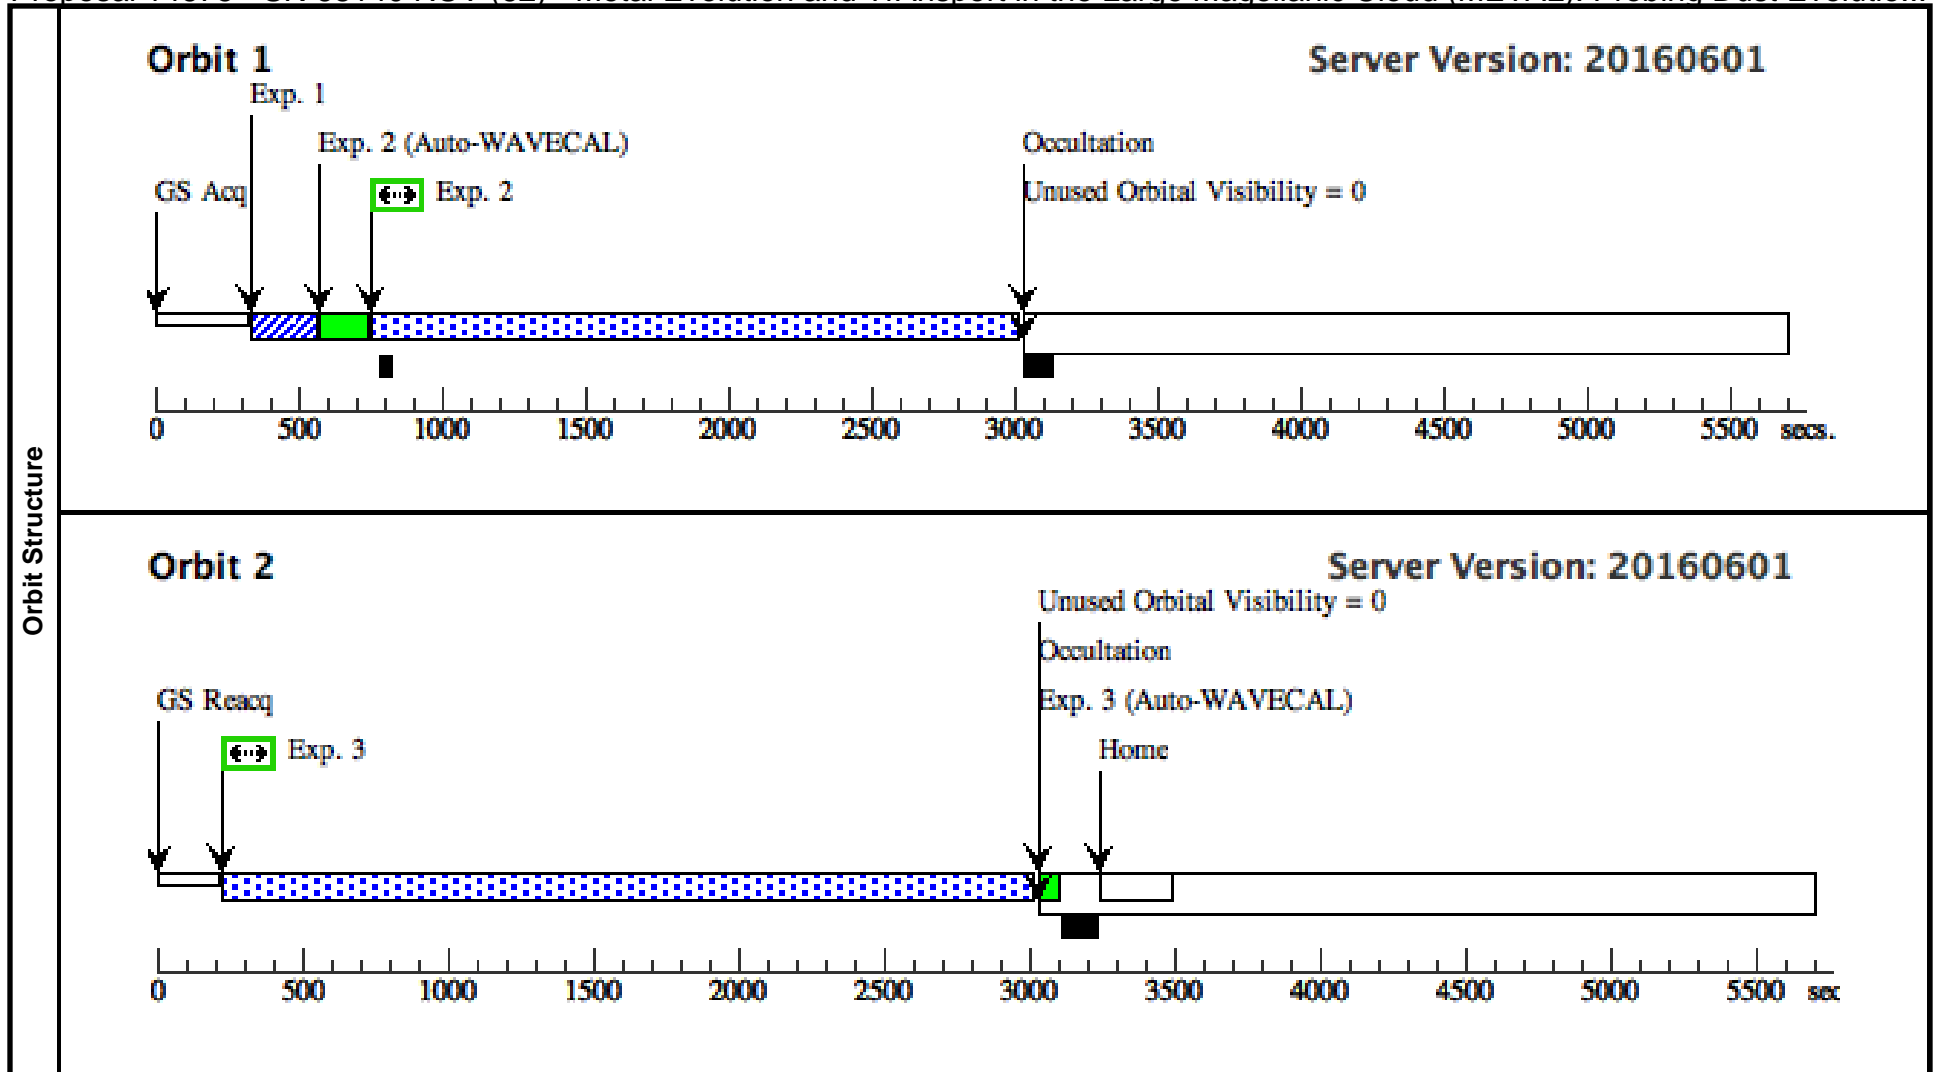 Orbit Structure
Orbit 1
Server Version: 20160601
Exp. 1
Exp. 2 (Auto-WAVECAL)
Occultation
GS Acq
Exp. 2
Unused Orbital Visibility = 0
0 500 1000 1500 2000 2500 3000 3500 4000 4500 5000 5500 secs.
Orbit 2
Server Version: 20160601
Unused Orbital Visibility = 0
Occultation
GS Reacq
Exp. 3 (Auto-WAVECAL)
Exp. 3
Home
0 500 1000 1500 2000 2500 3000 3500 4000 4500 5000 5500 sec